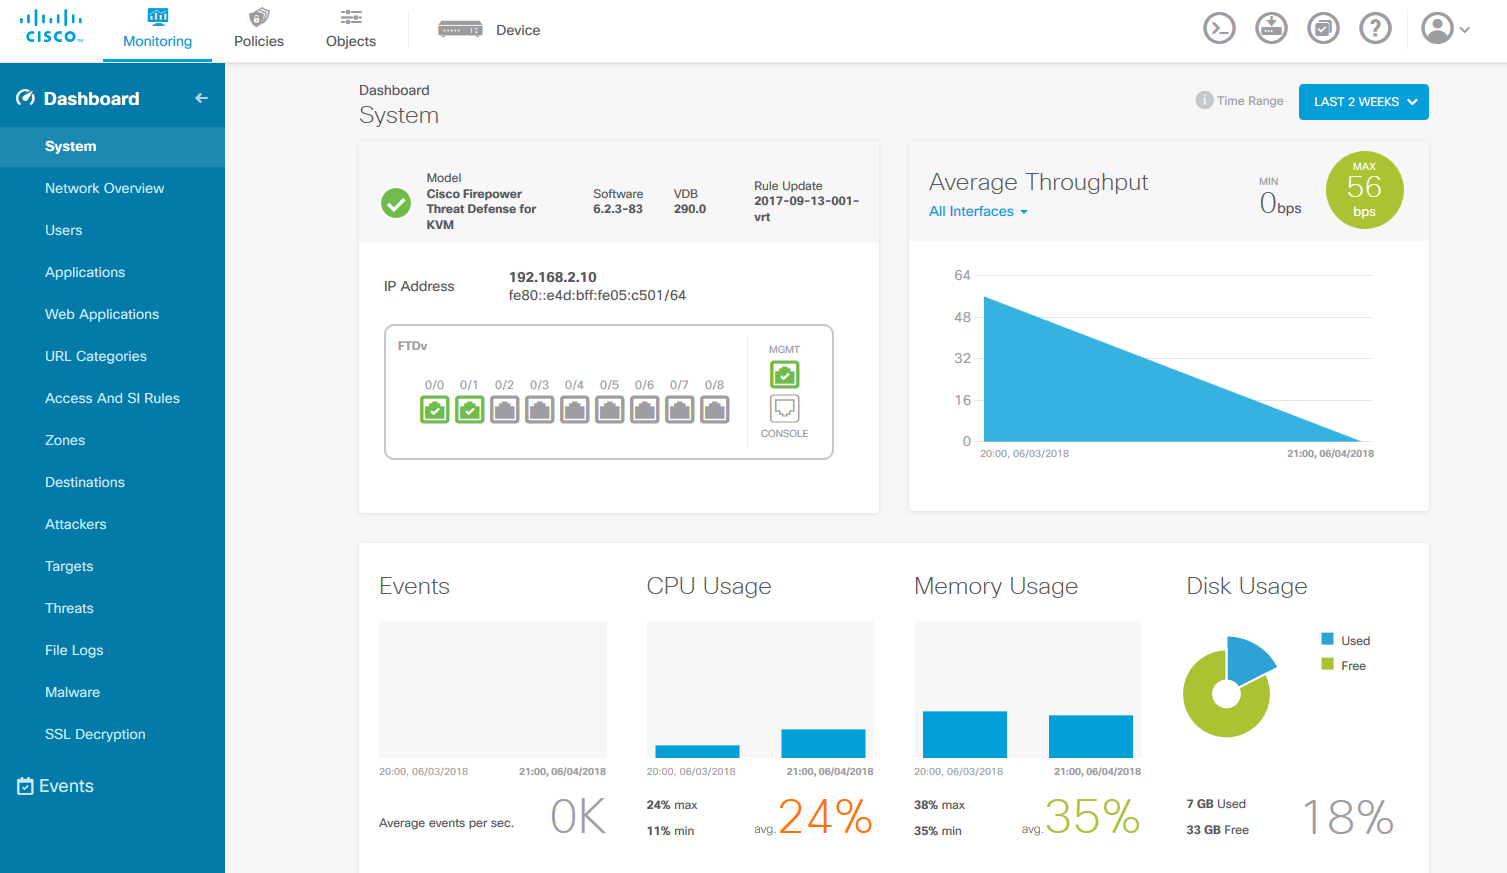 CISCO
Monitoring
Policies
Objects
Device
Dashboard
System
Network Overview
Users
Applications
Web Applications
URL Categories
Access And SI Rules
Zones
Destinations
Attackers
Targets
Threats
File Logs
Malware
SSL Decryption
Events
Dashboard
System
Time Range
LAST 2 WEEKS
Model
Cisco Firepower
Threat Defense for
KVM
Software
6.2.3-83
VDB
290.0
Rule Update
2017-09-13-001-
vrt
IP Address
192.168.2.10
fe80::e4d:bff:fe05:c501/64
FTDv
0/0 0/1 0/2 0/3 0/4 0/5 0/6 0/7 0/8
MGMT
CONSOLE
Average Throughput
All Interfaces
MIN
0bps
MAX
56
bps
64
48
32
16
0
20:00, 06/03/2018
21:00, 06/04/2018
Events
20:00, 06/03/2018
21:00, 06/04/2018
Average events per sec.
0K
CPU Usage
20:00, 06/03/2018
21:00, 06/04/2018
24% max
11% min
avg. 24%
Memory Usage
20:00, 06/03/2018
21:00, 06/04/2018
38% max
35% min
avg. 35%
Disk Usage
Used
Free
7 GB Used
33 GB Free
18%